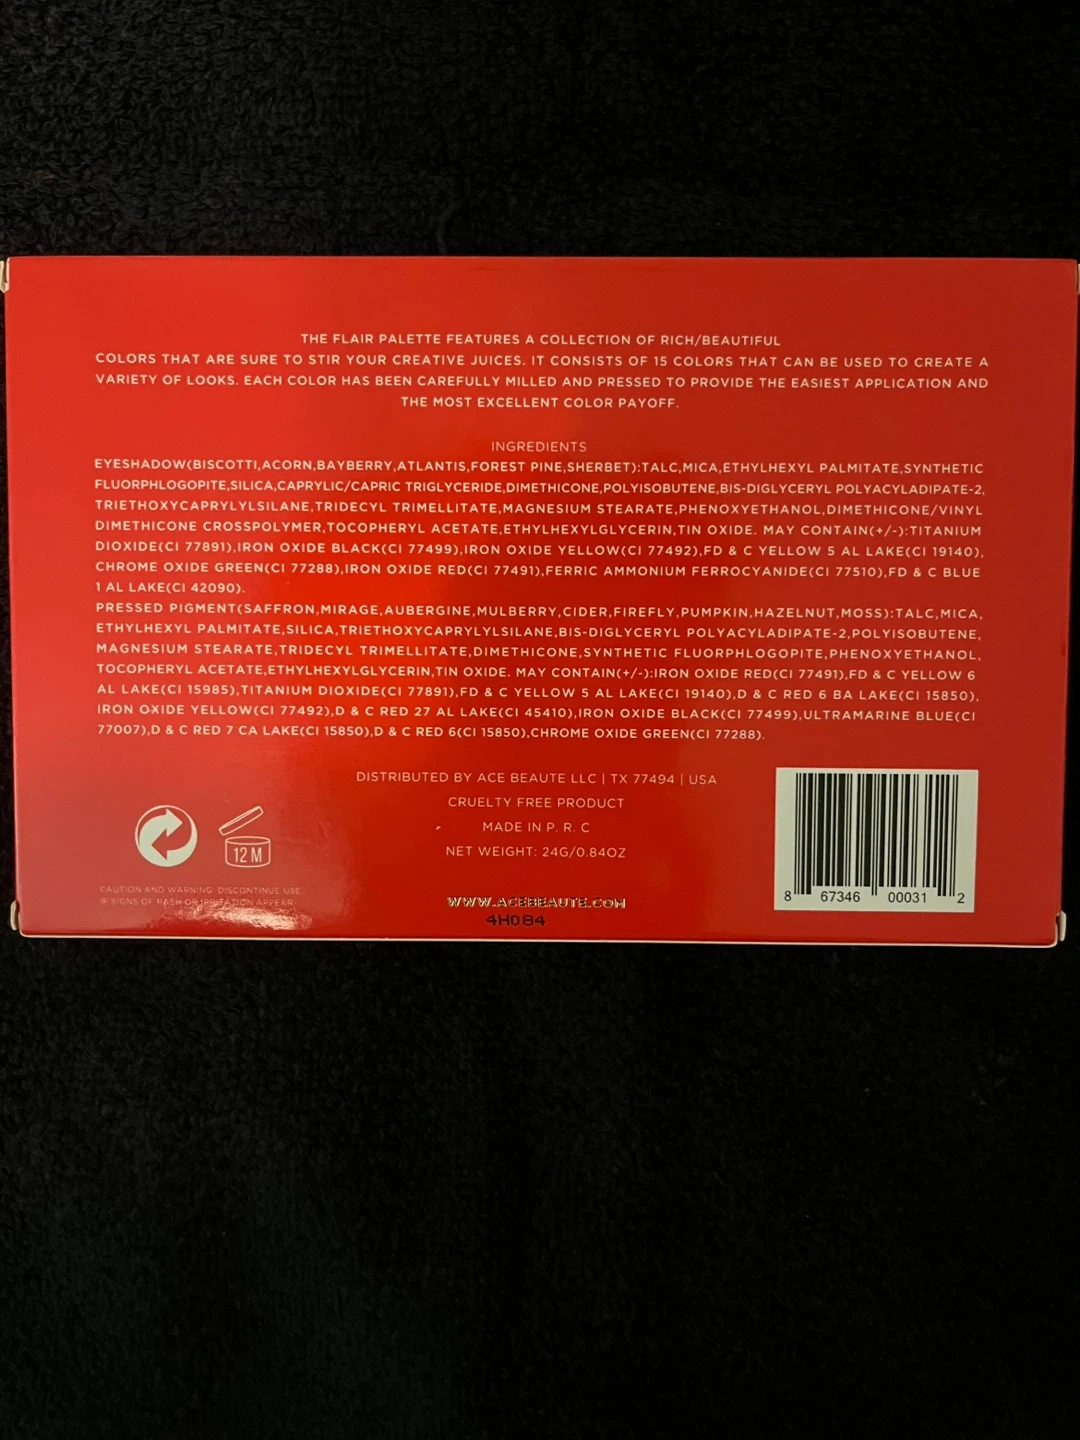 THE FLAIR PALETTE FEATURES A COLLECTION OF RICH/BEAUTIFUL
COLORS THAT ARE SURE TO STIR YOUR CREATIVE JUICES. IT CONSISTS OF 15 COLORS THAT CAN BE USED TO CREATE A
VARIETY OF LOOKS. EACH COLOR HAS BEEN CAREFULLY MILLED AND PRESSED TO PROVIDE THE EASIEST APPLICATION AND
THE MOST EXCELLENT COLOR PAYOFF.
INGREDIENTS
EYESHADOW(BISCOTTI,ACORN,BAYBERRY,ATLANTIS,FOREST PINE,SHERBET):TALC,MICA,ETHYLHEXYL PALMITATE,SYNTHETIC
FLUORPHLOGOPITE,SILICA,CAPRYLIC/CAPRIC TRIGLYCERIDE,DIMETHICONE,POLYISOBUTENE,BIS-DIGLYCERYL POLYACYLADIPATE-2,
TRIETHOXYCAPRYLYLSILANE,TRIDECYL TRIMELLITATE,MAGNESIUM STEARATE,PHENOXYETHANOL,DIMETHICONE/VINYL
DIMETHICONE CROSSPOLYMER,TOCOPHERYL ACETATE,ETHYLHEXYLGLYCERIN,TIN OXIDE. MAY CONTAIN(+/-):TITANIUM
DIOXIDE(CI 77891),IRON OXIDE BLACK(CI 77499),IRON OXIDE YELLOW(CI 77492),FD & C YELLOW 5 AL LAKE(CI 19140),
CHROME OXIDE GREEN(CI 77288),IRON OXIDE RED(CI 77491),FERRIC AMMONIUM FERROCYANIDE(CI 77510),FD & C BLUE
1 AL LAKE(CI 42090).
PRESSED PIGMENT(SAFFRON,MIRAGE,AUBERGINE,MULBERRY,CIDER,FIREFLY,PUMPKIN,HAZELNUT,MOSS):TALC,MICA,
ETHYLHEXYL PALMITATE,SILICA,TRIETHOXYCAPRYLYLSILANE,BIS-DIGLYCERYL POLYACYLADIPATE-2,POLYISOBUTENE,
MAGNESIUM STEARATE,TRIDECYL TRIMELLITATE,DIMETHICONE,SYNTHETIC FLUORPHLOGOPITE,PHENOXYETHANOL,
TOCOPHERYL ACETATE,ETHYLHEXYLGLYCERIN,TIN OXIDE. MAY CONTAIN(+/-):IRON OXIDE RED(CI 77491),FD & C YELLOW 6
AL LAKE(CI 15985),TITANIUM DIOXIDE(CI 77891),FD & C YELLOW 5 AL LAKE(CI 19140),D & C RED 6 BA LAKE(CI 15850),
IRON OXIDE YELLOW(CI 77492),D & C RED 27 AL LAKE(CI 45410),IRON OXIDE BLACK(CI 77499),ULTRAMARINE BLUE(CI
77007),D & C RED 7 CA LAKE(CI 15850),D & C RED 6(CI 15850),CHROME OXIDE GREEN(CI 77288).
DISTRIBUTED BY ACE BEAUTE LLC | TX 77494 | USA
CRUELTY FREE PRODUCT
MADE IN P. R. C
NET WEIGHT: 24G/0.84OZ
12 M
CAUTION AND WARNING: DISCONTINUE USE
IF SIGNS OF RASH OR IRRITATION APPEAR
WWW.ACEBEAUTE.COM
4H084
8 67346 00031 2